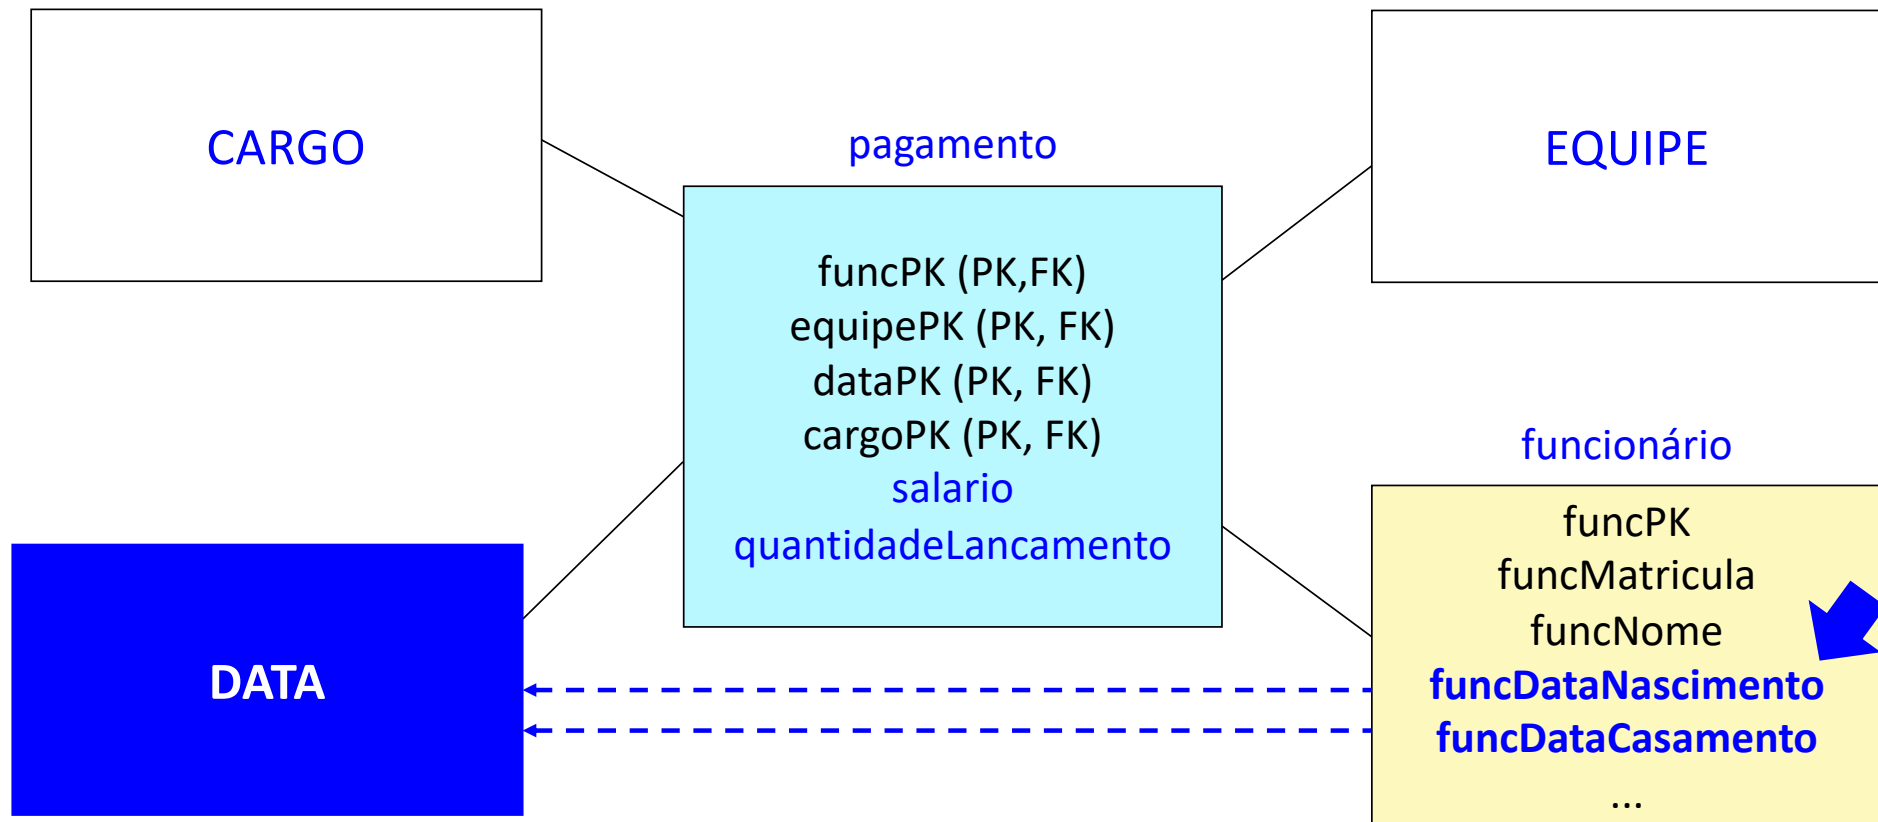 CARGO
pagamento
EQUIPE
funcPK (PK,FK)
equipePK (PK, FK)
dataPK (PK, FK)
cargoPK (PK, FK)
salario
quantidadeLancamento
DATA
funcionário
funcPK
funcMatricula
funcNome
funcDataNascimento
funcDataCasamento
...